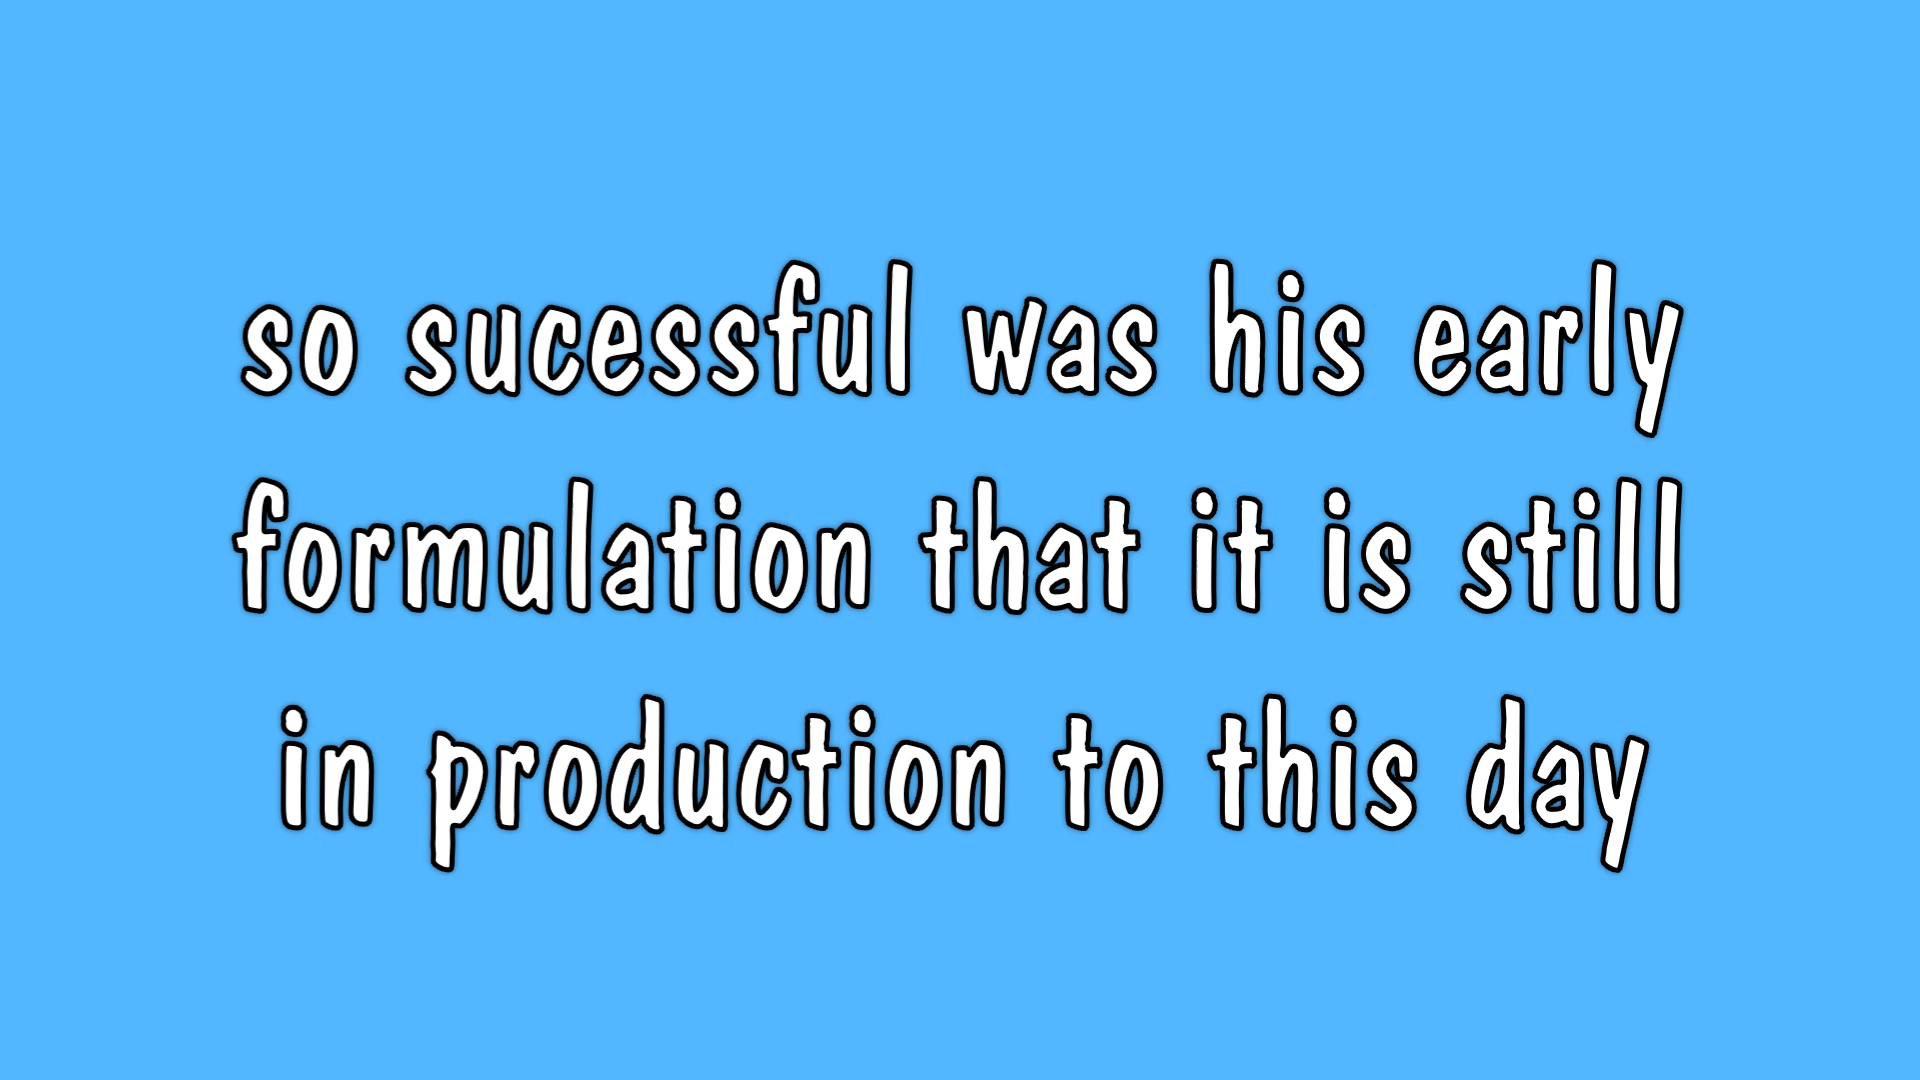 so sucessful was his early
formulation that it is still
in production to this day